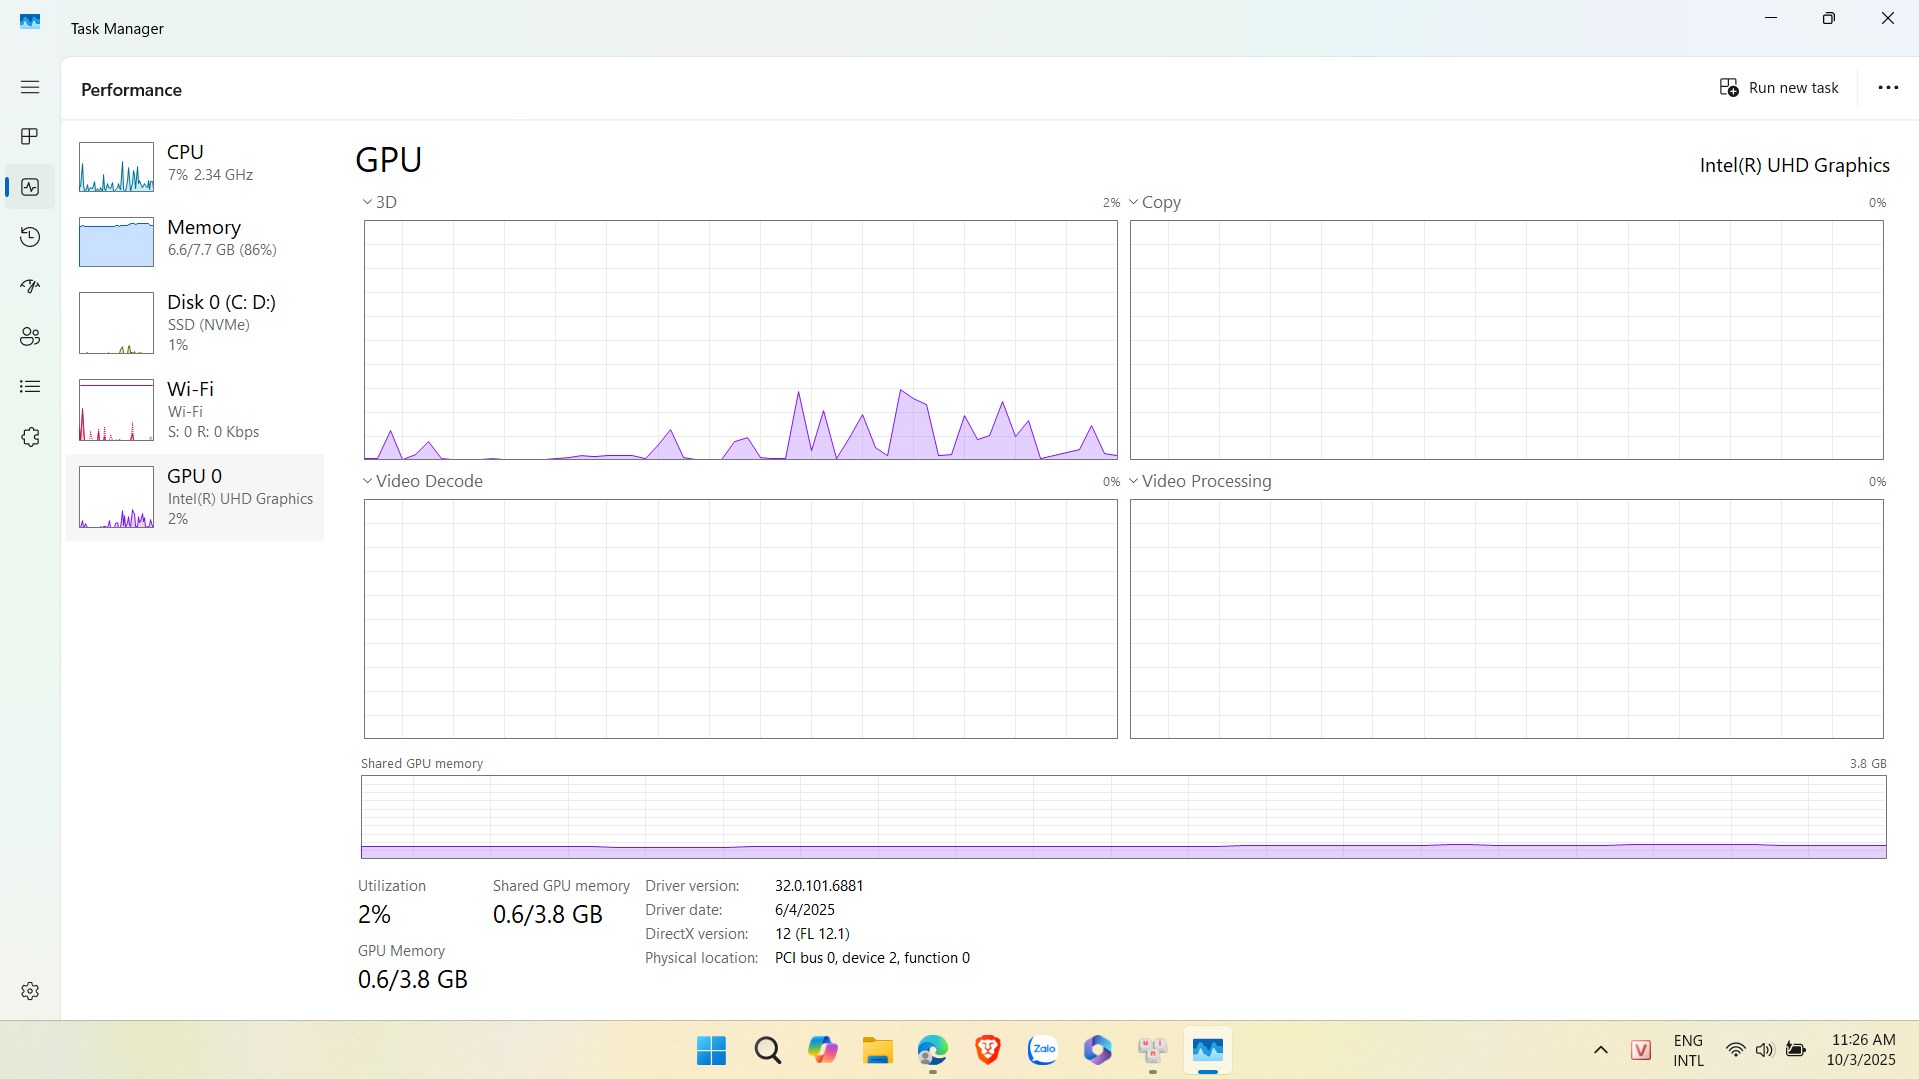 Task Manager
Performance
Run new task
CPU
7% 2.34 GHz
Memory
6.6/7.7 GB (86%)
Disk 0 (C: D:)
SSD (NVMe)
1%
Wi-Fi
Wi-Fi
S: 0 R: 0 Kbps
GPU 0
Intel(R) UHD Graphics
2%
GPU
Intel(R) UHD Graphics
3D 2%
Copy 0%
Video Decode 0%
Video Processing 0%
Shared GPU memory 3.8 GB
Utilization
2%
Shared GPU memory
0.6/3.8 GB
GPU Memory
0.6/3.8 GB
Driver version: 32.0.101.6881
Driver date: 6/4/2025
DirectX version: 12 (FL 12.1)
Physical location: PCI bus 0, device 2, function 0
Zalo
V
ENG
INTL
11:26 AM
10/3/2025